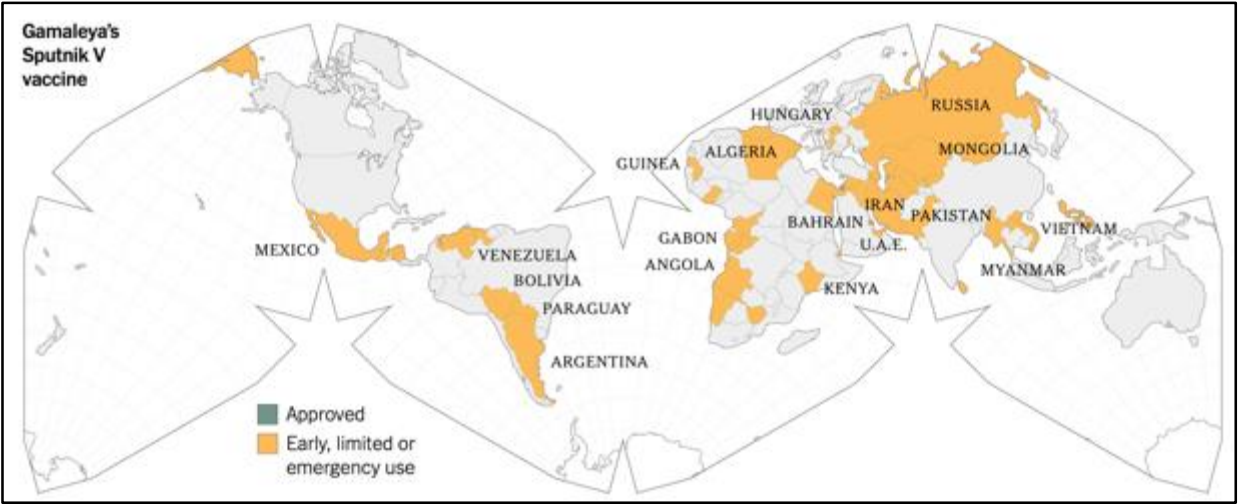 Gamaleya's
Sputnik V
vaccine
RUSSIA
HUNGARY
MONGOLIA
ALGERIA
GUINEA
IRAN
PAKISTAN
BAHRAIN
VIETNAM
GABON
U.A.E.
MEXICO
VENEZUELA
ANGOLA
MYANMAR
BOLIVIA
KENYA
PARAGUAY
ARGENTINA
Approved
Early, limited or
emergency use